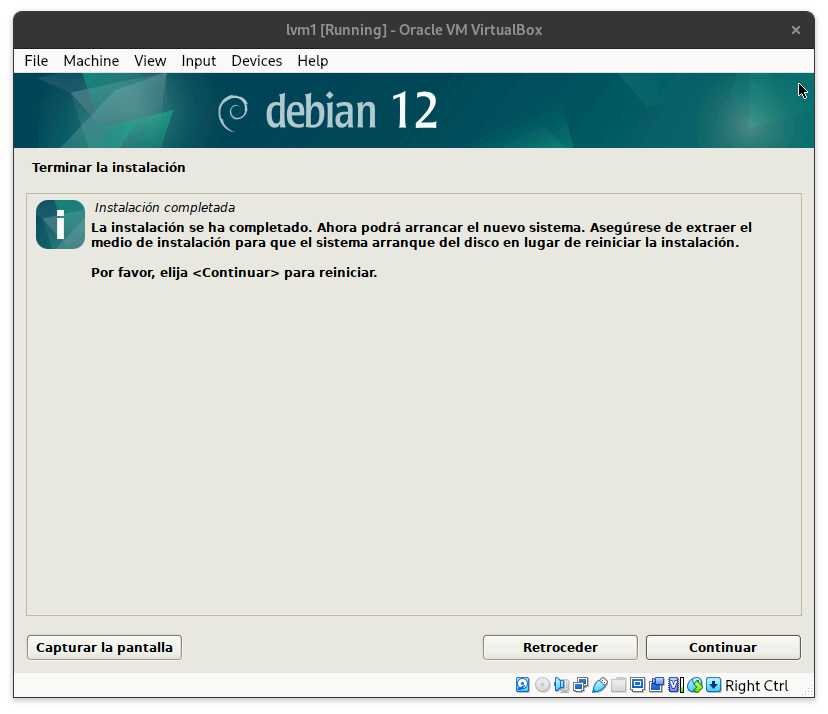 lvm1 [Running] - Oracle VM VirtualBox
File Machine View Input Devices Help
debian 12
Terminar la instalación
Instalación completada
La instalación se ha completado. Ahora podrá arrancar el nuevo sistema. Asegúrese de extraer el
medio de instalación para que el sistema arranque del disco en lugar de reiniciar la instalación.
Por favor, elija <Continuar> para reiniciar.
Capturar la pantalla Retroceder Continuar
Right Ctrl